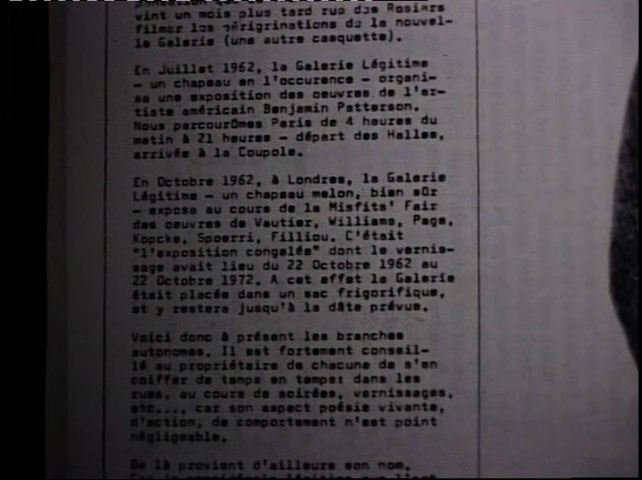 vint un mois plus tard rue des Rosiers
filmer les périgrinations de la nouvel-
le Galerie (une autre casquette).
En Juillet 1962, la Galerie Légitime
- un chapeau en l'occurence - organi-
sa une exposition des oeuvres de l'ar-
tiste américain Benjamin Patterson.
Nous parcourûmes Paris de 4 heures du
matin à 21 heures - départ des Halles,
arrivée à la Coupole.
En Octobre 1962, à Londres, la Galerie
Légitime - un chapeau melon, bien sûr
- exposa au cours de la Misfits' Fair
des oeuvres de Vautier, Williams, Page,
Kopcke, Spoerri, Filliou. C'était
"l'exposition congelée" dont le vernis-
sage avait lieu du 22 Octobre 1962 au
22 Octobre 1972. A cet effet la Galerie
était placée dans un sac frigorifique,
et y restera jusqu'à la dâte prévue.
Voici donc à présent les branches
autonomes. Il est fortement conseil-
lé au propriétaire de chacune de s'en
coiffer de temps en temps: dans les
rues, au cours de soirées, vernissages,
etc..., car son aspect poésie vivante,
d'action, de comportement n'est point
négligeable.
De là provient d'ailleurs son nom.